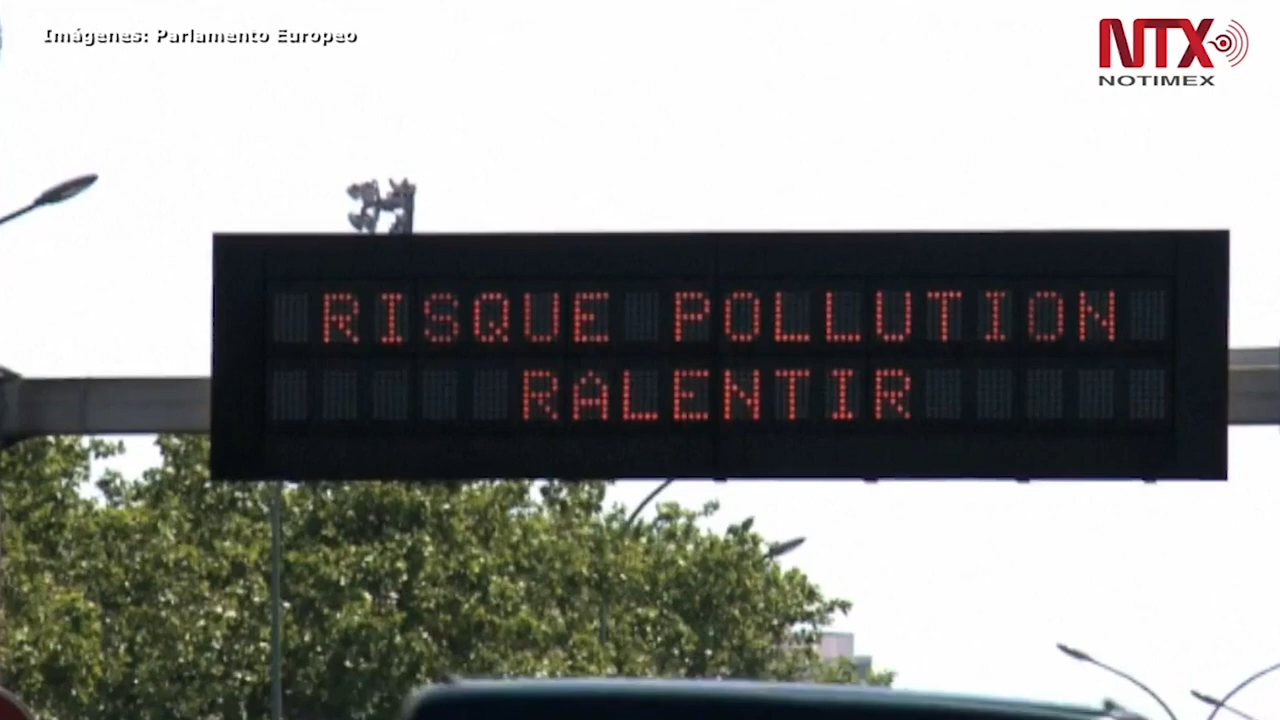 Imágenes: Parlamento Europeo
NTX
NOTIMEX
RISQUE POLLUTION
RALENTIR